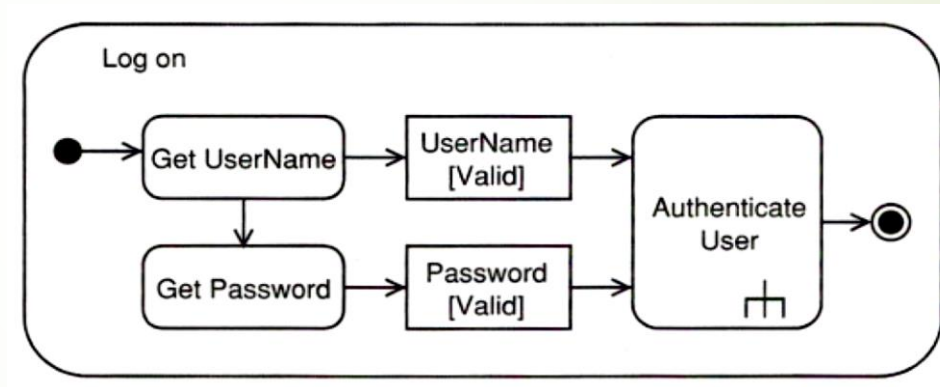 Log on
Get UserName
UserName
[Valid]
Authenticate
User
Get Password
Password
[Valid]